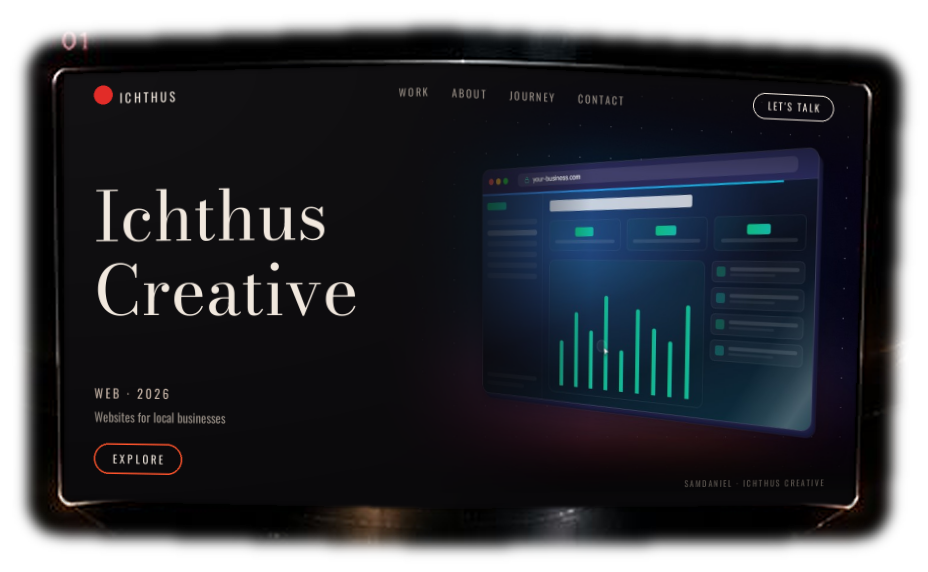 01
ICHTHUS
WORK ABOUT JOURNEY CONTACT
LET'S TALK
your-business.com
Ichthus
Creative
WEB · 2026
Websites for local businesses
EXPLORE
SAMDANIEL · ICHTHUS CREATIVE